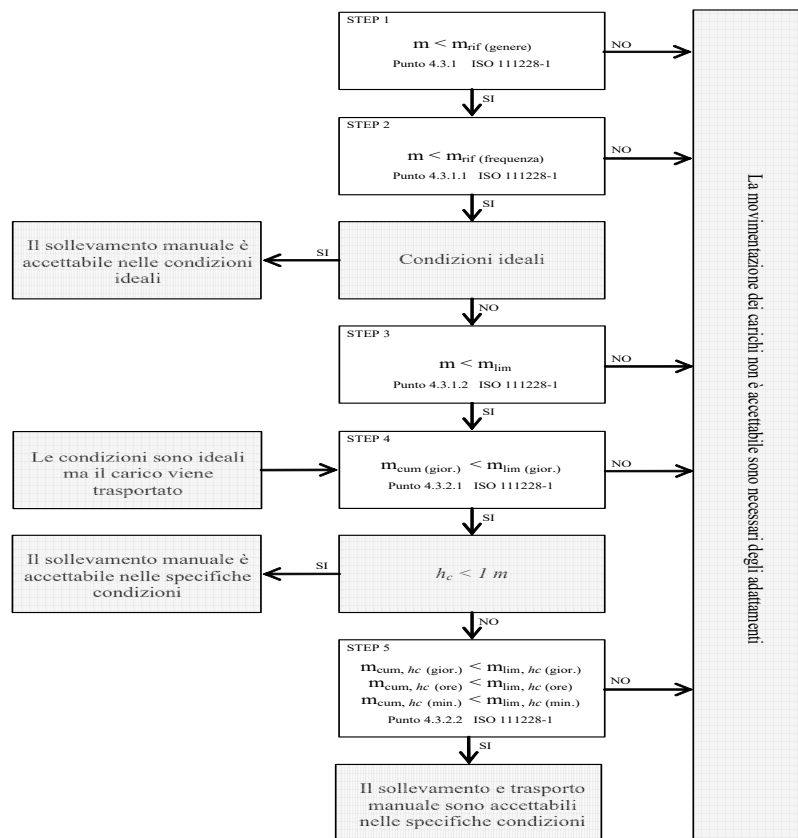 STEP 1
m < mrif (genere)
Punto 4.3.1 ISO 111228-1
NO
SI
STEP 2
m < mrif (frequenza)
Punto 4.3.1.1 ISO 111228-1
NO
SI
Il sollevamento manuale è
accettabile nelle condizioni
ideali
SI
Condizioni ideali
NO
STEP 3
m < mlim
Punto 4.3.1.2 ISO 111228-1
NO
SI
Le condizioni sono ideali
ma il carico viene
trasportato
STEP 4
mcum (gior.) < mlim (gior.)
Punto 4.3.2.1 ISO 111228-1
NO
SI
Il sollevamento manuale è
accettabile nelle specifiche
condizioni
SI
hc < 1 m
NO
STEP 5
mcum, hc (gior.) < mlim, hc (gior.)
mcum, hc (ore) < mlim, hc (ore)
mcum, hc (min.) < mlim, hc (min.)
Punto 4.3.2.2 ISO 111228-1
NO
SI
Il sollevamento e trasporto
manuale sono accettabili
nelle specifiche condizioni
La movimentazione dei carichi non è accettabile sono necessari degli adattamenti